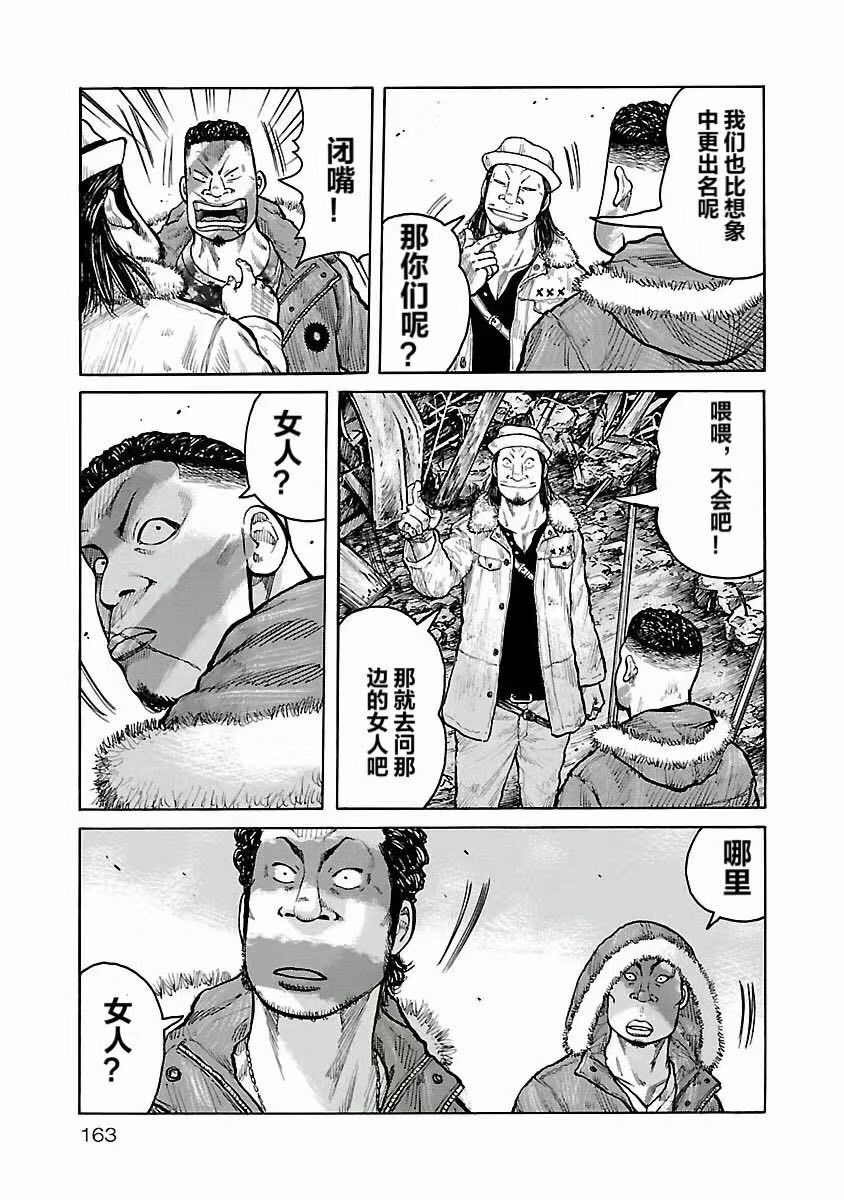 我们也比想象
中更出名呢
那你们呢？
闭嘴！
喂喂，不会吧！
那就去问那
边的女人吧
女人？
哪里
女人？
163